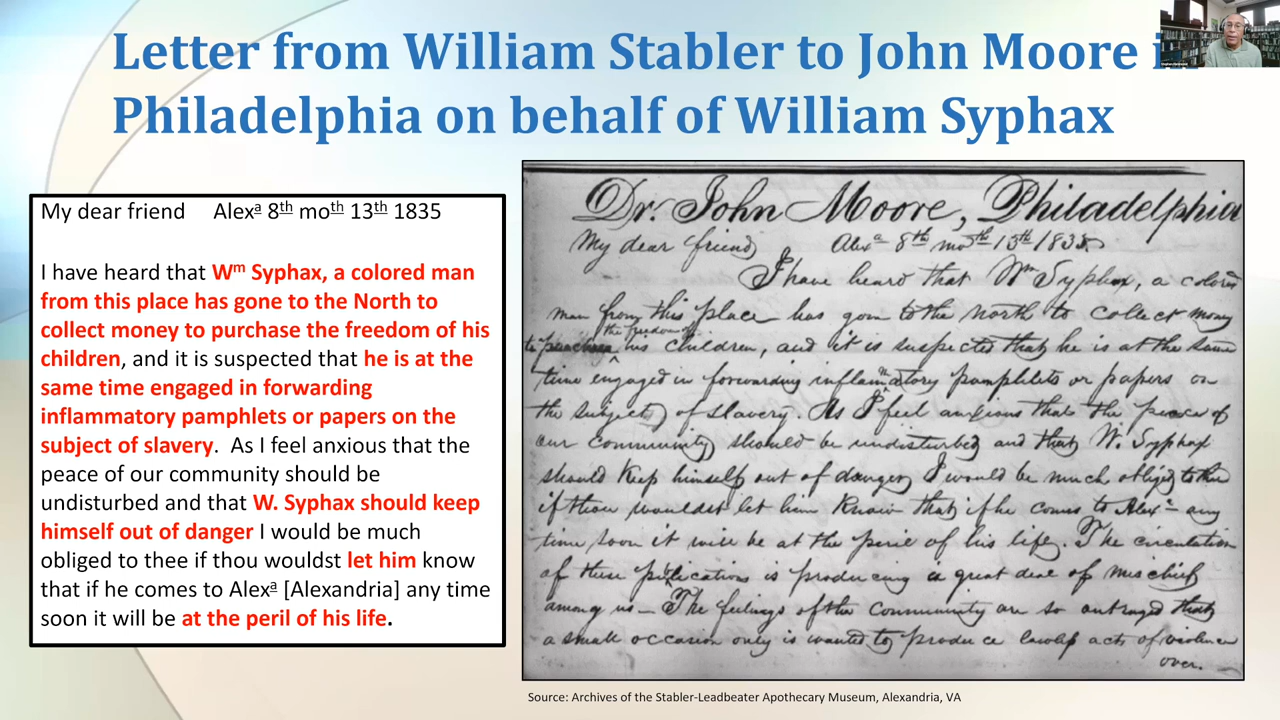 Letter from William Stabler to John Moore
Philadelphia on behalf of William Syphax
My dear friend Alexª 8th moth 13th 1835
I have heard that Wm Syphax, a colored man
from this place has gone to the North to
collect money to purchase the freedom of his
children, and it is suspected that he is at the
same time engaged in forwarding
inflammatory pamphlets or papers on the
subject of slavery. As I feel anxious that the
peace of our community should be
undisturbed and that W. Syphax should keep
himself out of danger I would be much
obliged to thee if thou wouldst let him know
that if he comes to Alexª [Alexandria] any time
soon it will be at the peril of his life.
Dr. John Moore, Philadelphia
My dear friend Alexª 8th moth 13th 1835
I have heard that Wm Syphax, a colored
man from this place has gone to the north to collect money
the freedom of
to his children, and it is suspected that he is at the same
time engaged in forwarding inflammatory pamphlets or papers on
the subject of slavery. As I feel anxious that the peace of
our community should be undisturbed and that W. Syphax
should keep himself out of danger I would be much obliged to thee
if thou wouldst let him know that if he comes to Alexª any
time soon it will be at the peril of his life. The circulation
of these publications is producing a great deal of mischief
among us — The feelings of the community are so outraged that
a small occasion only is wanted to produce lawless acts of violence
over.
Source: Archives of the Stabler-Leadbeater Apothecary Museum, Alexandria, VA